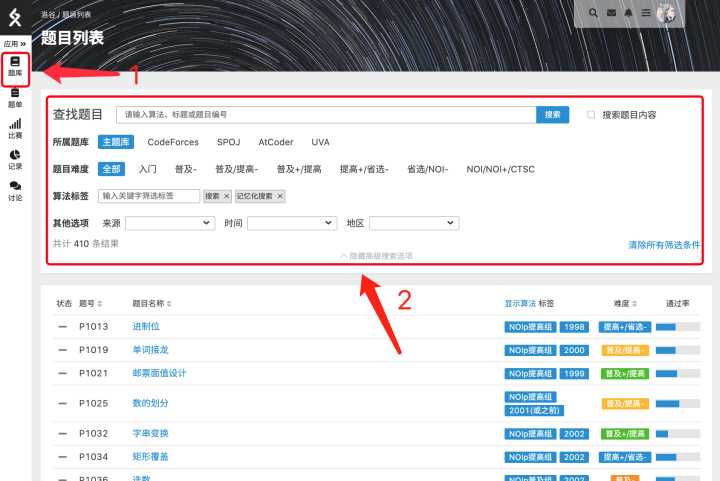 洛谷 / 题目列表
题目列表
应用 »
题库
题单
比赛
记录
讨论
1
查找题目 请输入算法、标题或题目编号 搜索 搜索题目内容
所属题库 主题库 CodeForces SPOJ AtCoder UVA
题目难度 全部 入门 普及- 普及/提高- 普及+/提高 提高+/省选- 省选/NOI- NOI/NOI+/CTSC
算法标签 输入关键字筛选标签 搜索 × 记忆化搜索 ×
其他选项 来源 时间 地区
共计 410 条结果 清除所有筛选条件
隐藏高级搜索选项
2
状态 题号 题目名称 显示算法 标签 难度 通过率
P1013 进制位 NOIp提高组 1998 提高+/省选-
P1019 单词接龙 NOIp提高组 2000 普及/提高-
P1021 邮票面值设计 NOIp提高组 1999 普及+/提高
P1025 数的划分 NOIp提高组 2001(或之前) 普及/提高-
P1032 字串变换 NOIp提高组 2002 普及+/提高
P1034 矩形覆盖 NOIp提高组 2002 提高+/省选-
P1036 选数 NOIp普及组 2002 普及-